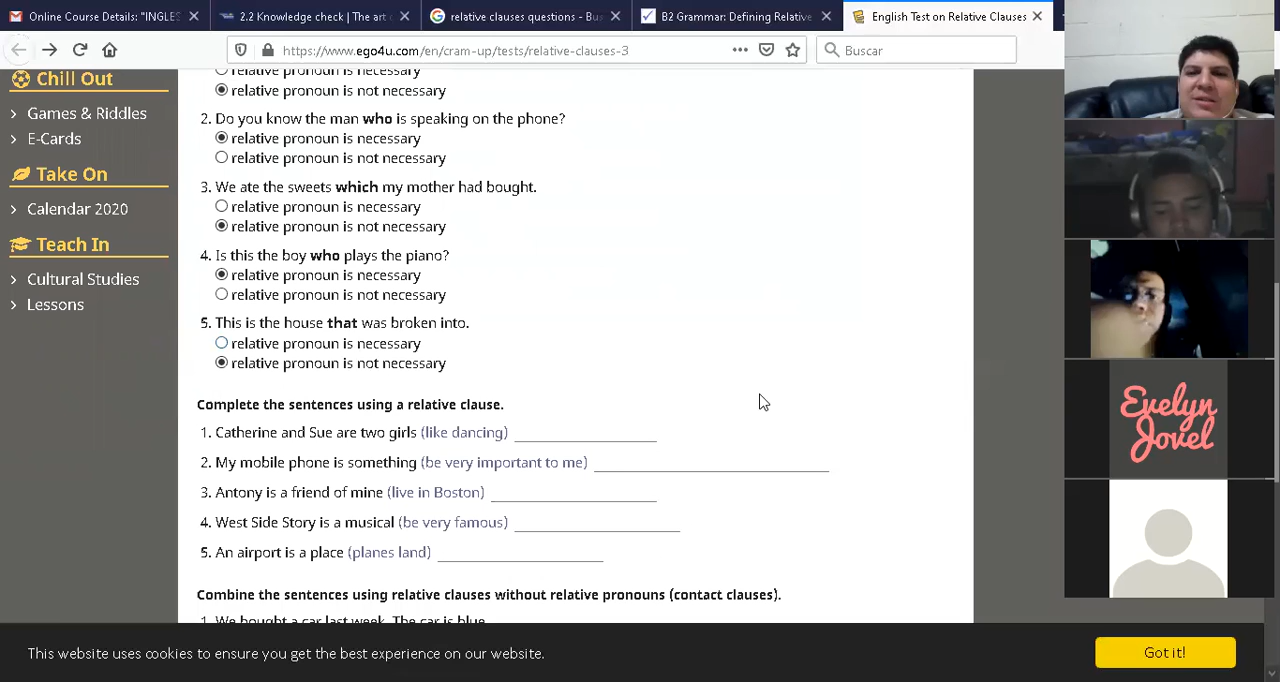 Online Course Details: "INGLES
2.2 Knowledge check | The art
relative clauses questions - Bus
B2 Grammar: Defining Relative
English Test on Relative Clauses
https://www.ego4u.com/en/cram-up/tests/relative-clauses-3
Buscar
Chill Out
Games & Riddles
E-Cards
Take On
Calendar 2020
Teach In
Cultural Studies
Lessons
relative pronoun is necessary
relative pronoun is not necessary
2. Do you know the man who is speaking on the phone?
relative pronoun is necessary
relative pronoun is not necessary
3. We ate the sweets which my mother had bought.
relative pronoun is necessary
relative pronoun is not necessary
4. Is this the boy who plays the piano?
relative pronoun is necessary
relative pronoun is not necessary
5. This is the house that was broken into.
relative pronoun is necessary
relative pronoun is not necessary
Complete the sentences using a relative clause.
1. Catherine and Sue are two girls (like dancing)
2. My mobile phone is something (be very important to me)
3. Antony is a friend of mine (live in Boston)
4. West Side Story is a musical (be very famous)
5. An airport is a place (planes land)
Combine the sentences using relative clauses without relative pronouns (contact clauses).
1. We bought a car last week. The car is blue.
This website uses cookies to ensure you get the best experience on our website.
Got it!
Evelyn
Jovel